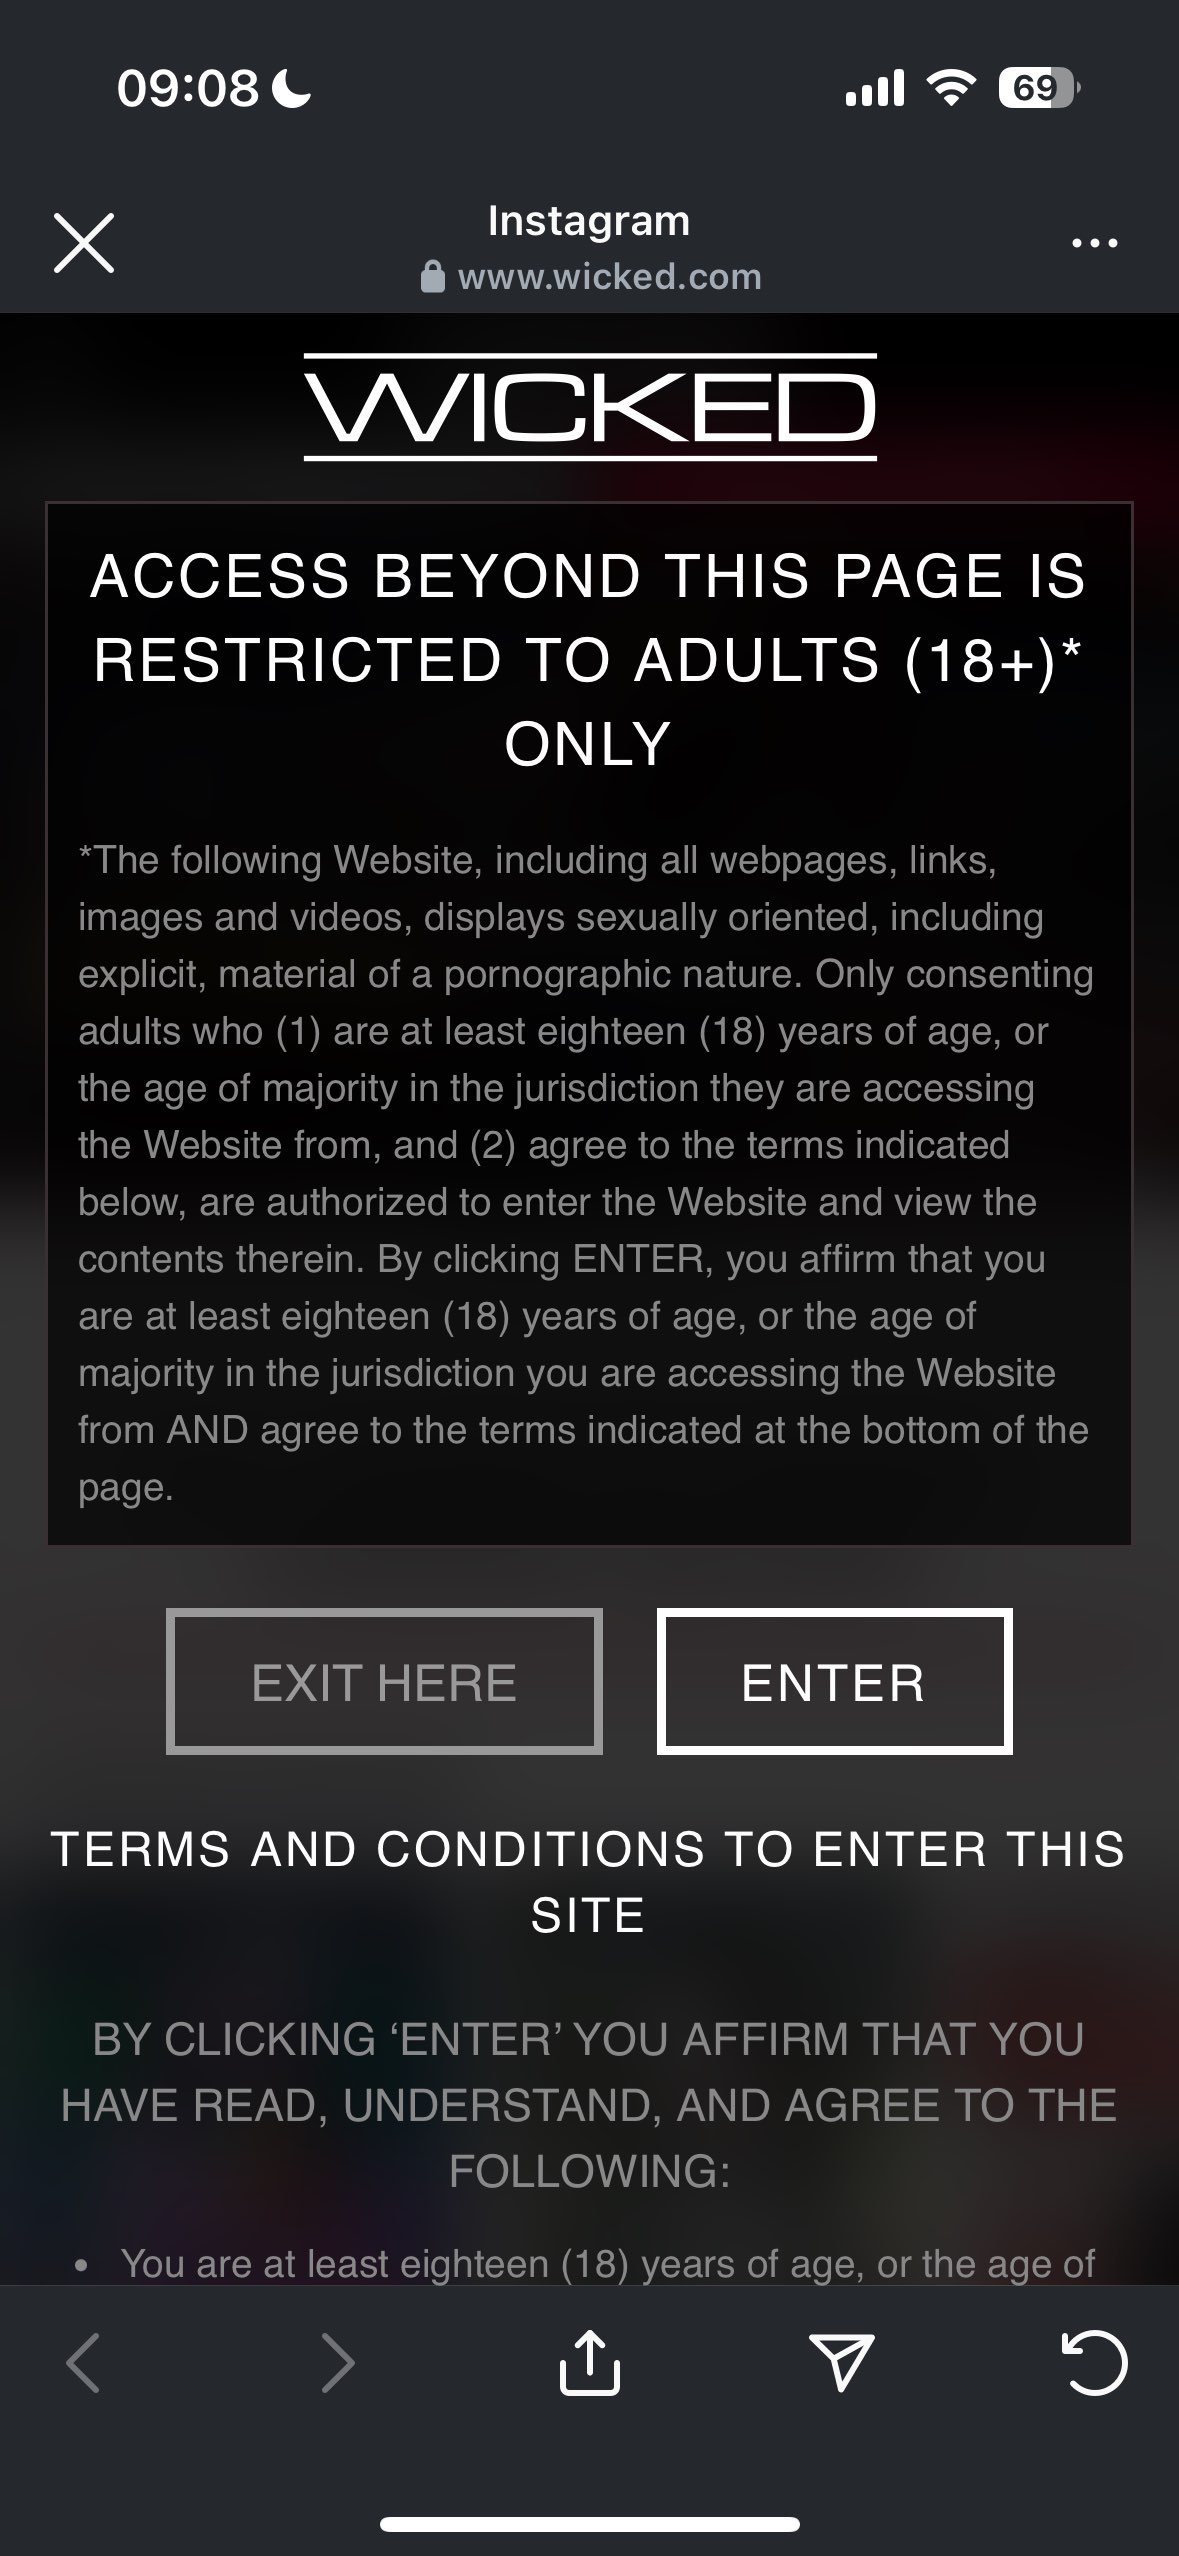 09:08
69
Instagram
www.wicked.com
WICKED
ACCESS BEYOND THIS PAGE IS
RESTRICTED TO ADULTS (18+)*
ONLY
*The following Website, including all webpages, links,
images and videos, displays sexually oriented, including
explicit, material of a pornographic nature. Only consenting
adults who (1) are at least eighteen (18) years of age, or
the age of majority in the jurisdiction they are accessing
the Website from, and (2) agree to the terms indicated
below, are authorized to enter the Website and view the
contents therein. By clicking ENTER, you affirm that you
are at least eighteen (18) years of age, or the age of
majority in the jurisdiction you are accessing the Website
from AND agree to the terms indicated at the bottom of the
page.
EXIT HERE
ENTER
TERMS AND CONDITIONS TO ENTER THIS
SITE
BY CLICKING ‘ENTER’ YOU AFFIRM THAT YOU
HAVE READ, UNDERSTAND, AND AGREE TO THE
FOLLOWING:
• You are at least eighteen (18) years of age, or the age of